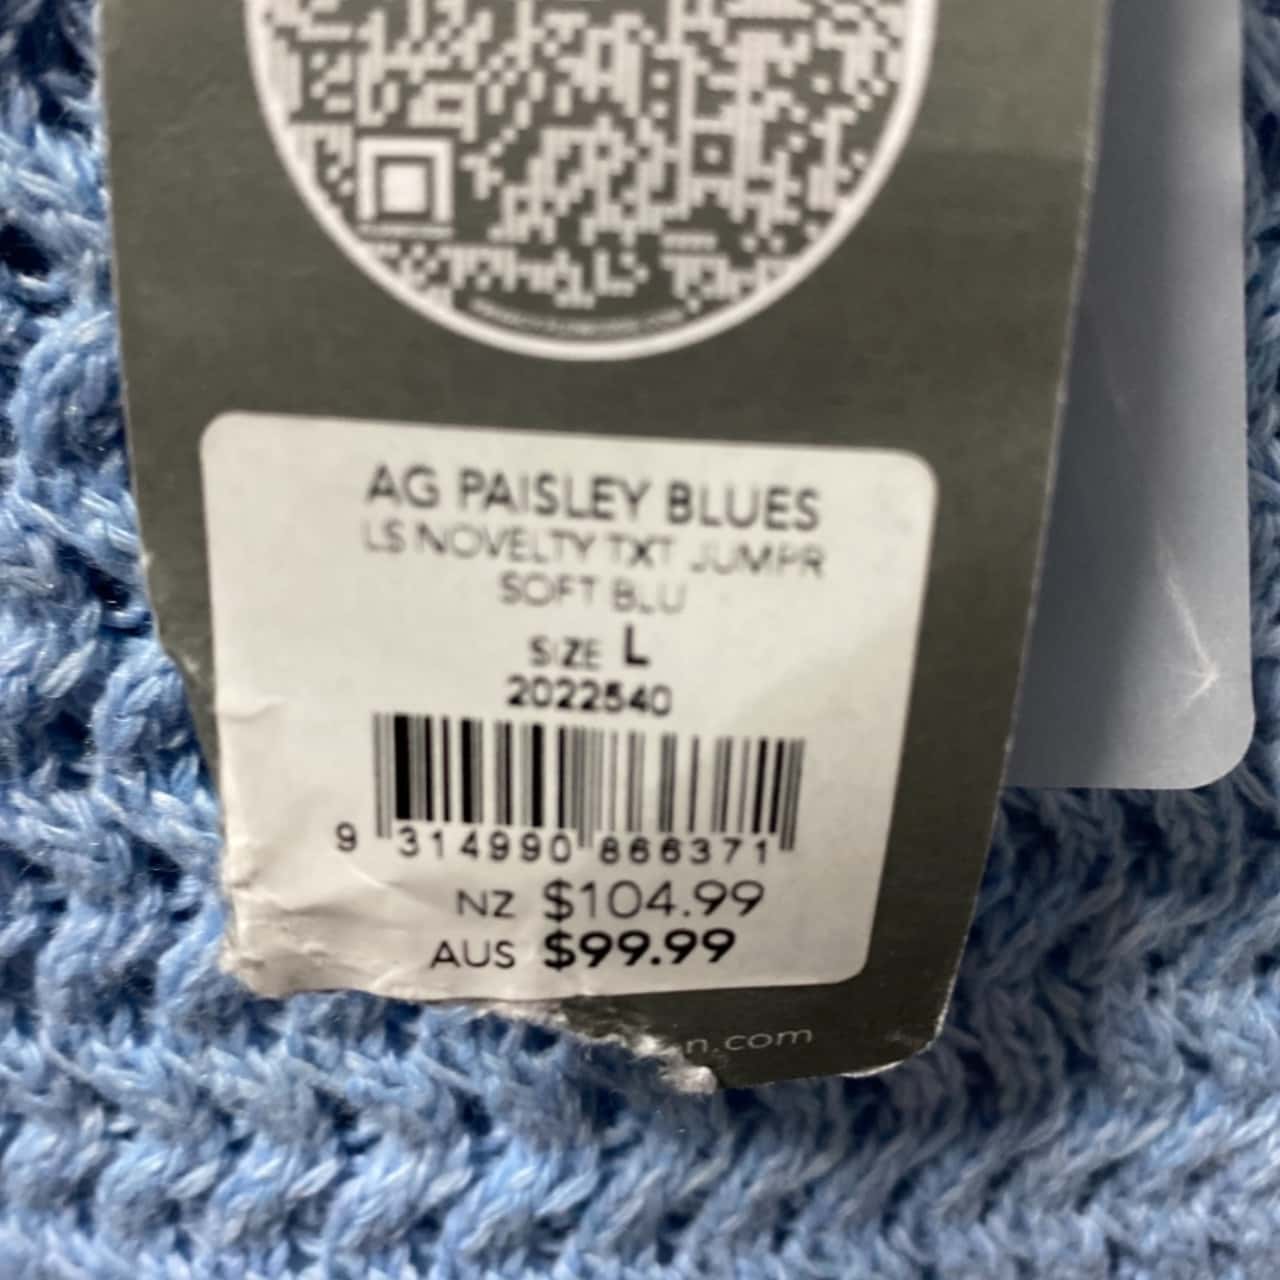 AG PAISLEY BLUES
LS NOVELTY TXT JUMPR
SOFT BLU
SIZE L
2022540
9 314990 866371
NZ $104.99
AUS $99.99
n.com